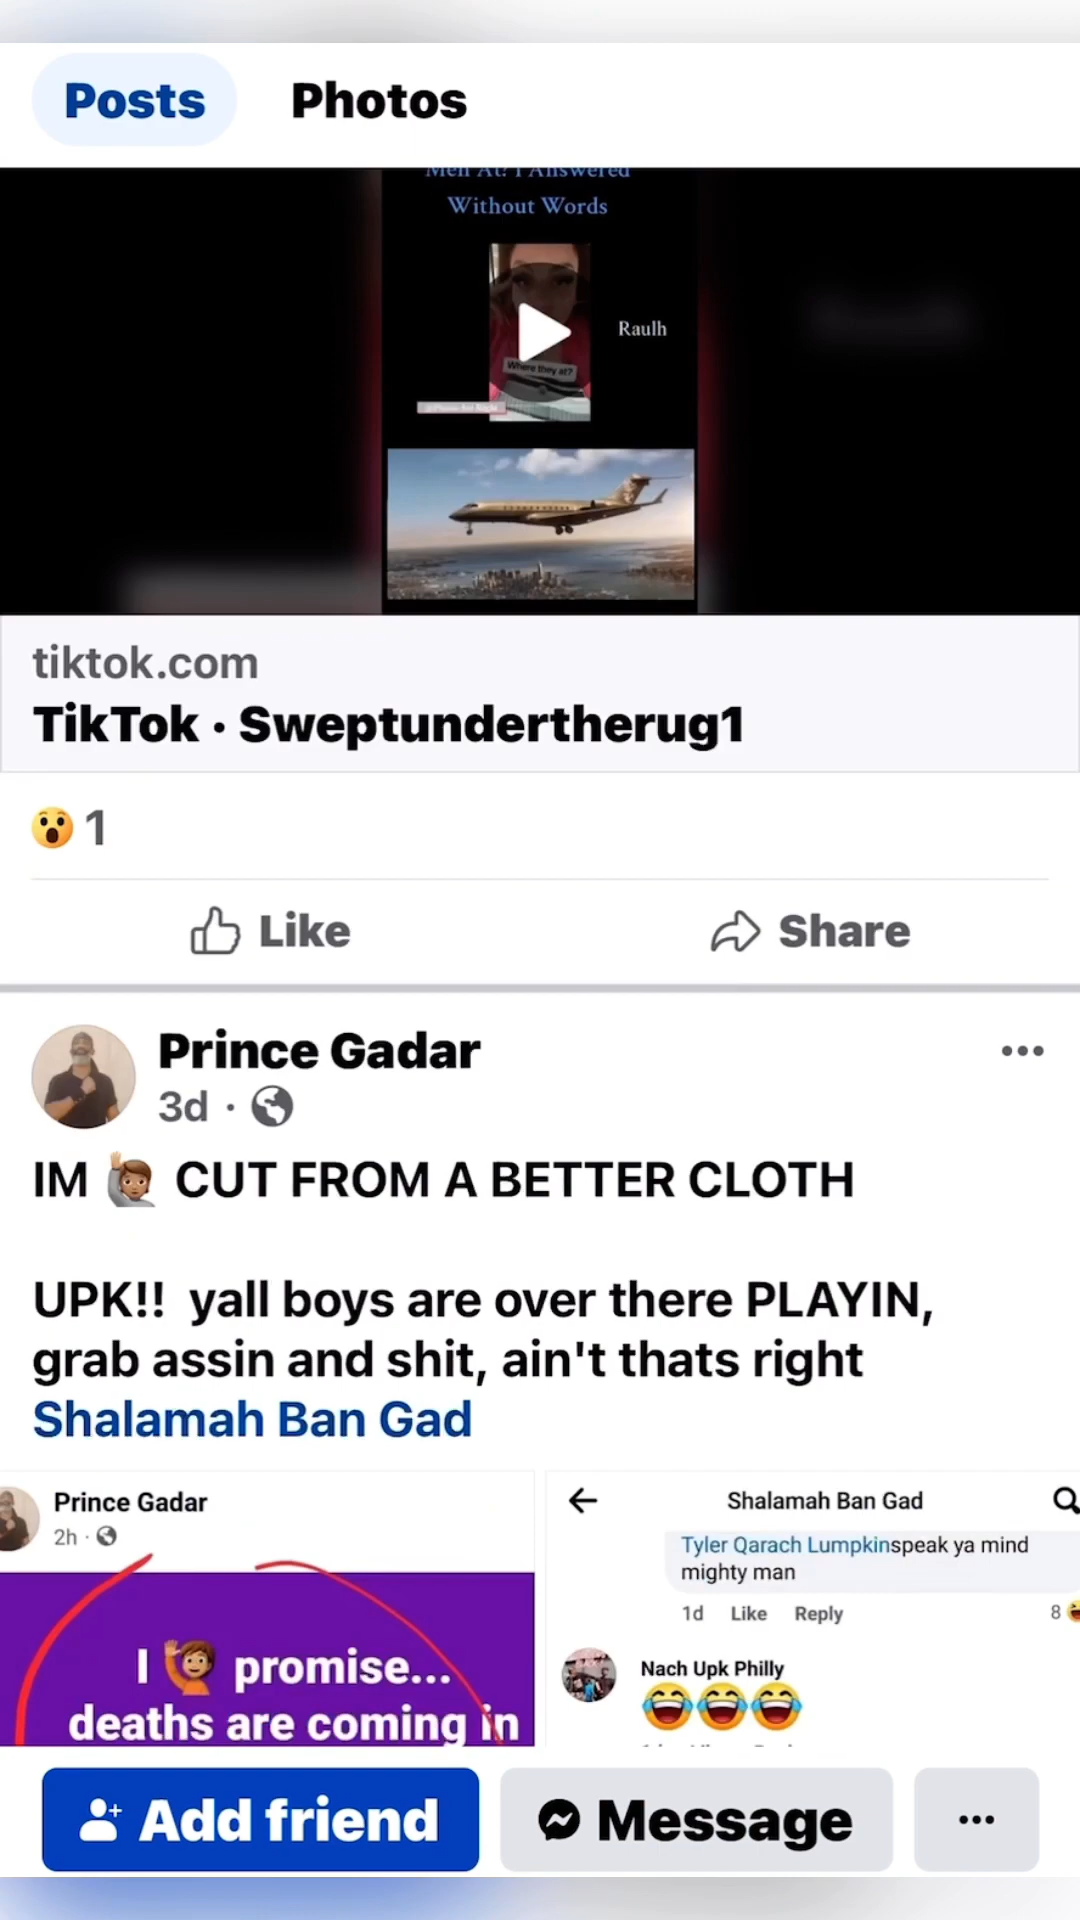 Posts Photos
Men At? I Answered
Without Words
Raulh
Where they at?
tiktok.com
TikTok · Sweptundertherug1
😮 1
Like Share
Prince Gadar
3d ·
IM 🙋🏽 CUT FROM A BETTER CLOTH
UPK!! yall boys are over there PLAYIN,
grab assin and shit, ain't thats right
Shalamah Ban Gad
Prince Gadar
2h ·
I 🙋🏽 promise...
deaths are coming in
Shalamah Ban Gad
Tyler Qarach Lumpkinspeak ya mind
mighty man
1d Like Reply 8
Nach Upk Philly
😂😂😂
Add friend Message